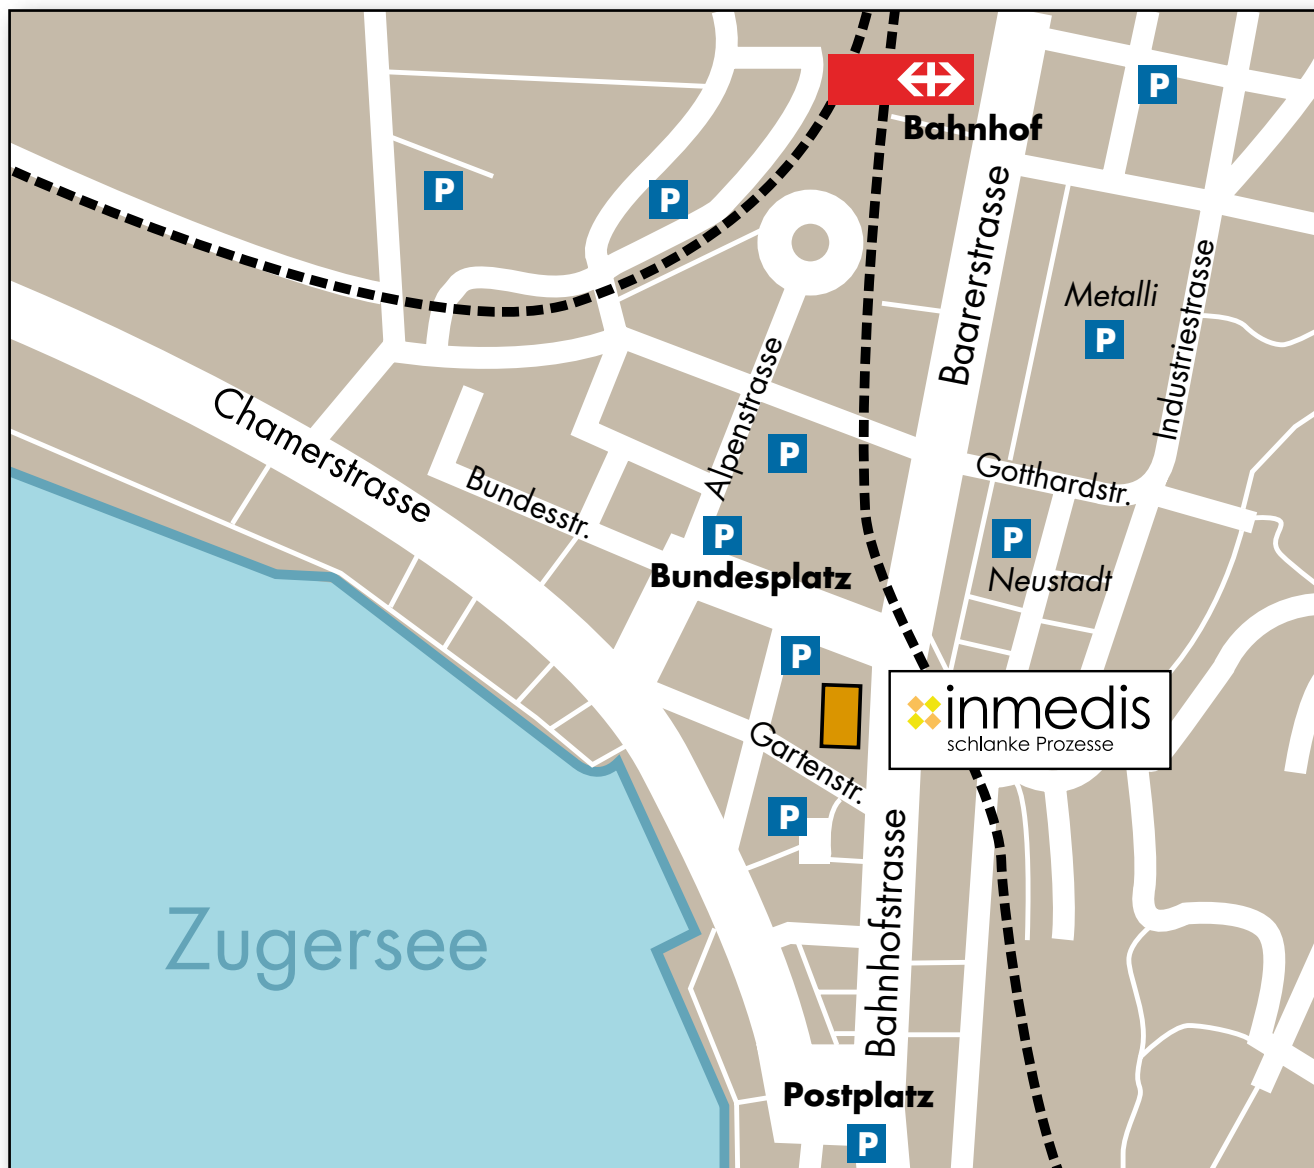 P
Bahnhof
P
P
Baarerstrasse
Industriestrasse
Metalli
P
Alpenstrasse
Chamerstrasse
P
Gotthardstr.
Bundesstr.
P
P
Bundesplatz
Neustadt
P
inmedis
schlanke Prozesse
Gartenstr.
P
Bahnhofstrasse
Zugersee
Postplatz
P